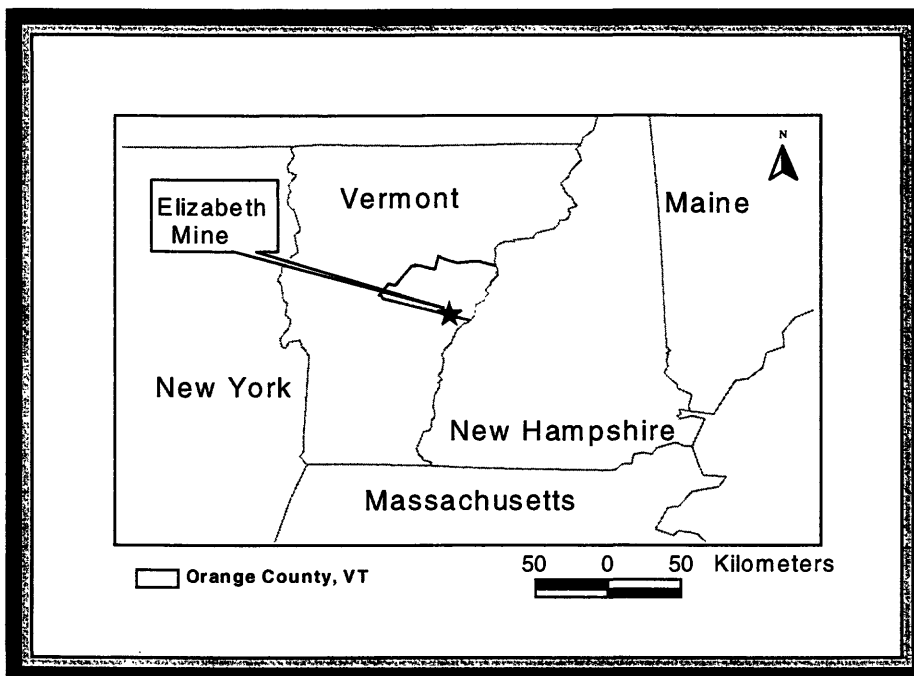 N
Vermont
Maine
Elizabeth
Mine
New York
New Hampshire
Massachusetts
Orange County, VT
50 0 50 Kilometers